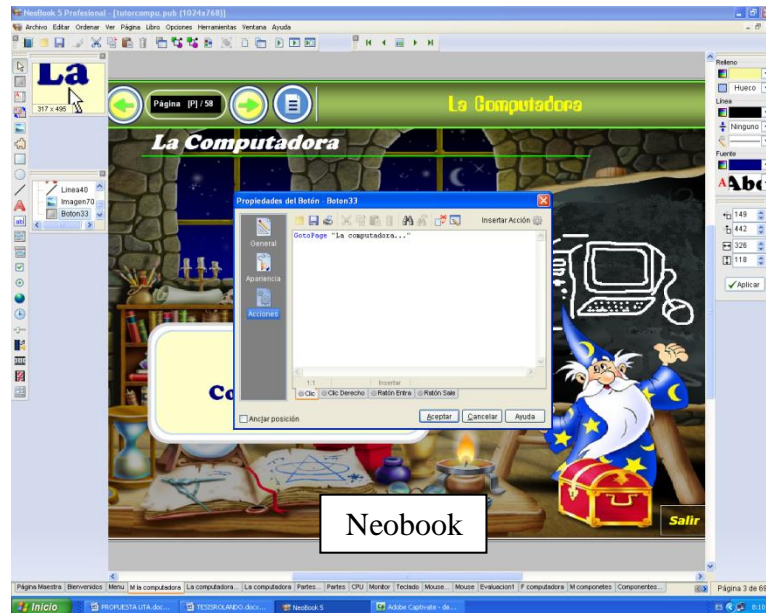 NeoBook 5 Profesional - [tutorcompu.pub (1024x768)]
Archivo Editar Ordenar Ver Página Libro Opciones Herramientas Ventana Ayuda
La
317 x 495
Linea40
Imagen70
Boton33
Página [P] / 58
La Computadora
La Computadora
Propiedades del Botón - Boton33
Insertar Acción
General
Apariencia
Acciones
GotoPage "La computadora..."
1:1 Insertar
Clic Clic Derecho Ratón Entra Ratón Sale
Anclar posición
Aceptar Cancelar Ayuda
Co
Neobook
Salir
Relleno
Hueco
Línea
Ninguno
Fuente
Abc
149
442
326
118
Aplicar
Página Maestra Bienvenidos Menu M la computadora La computadora... La computadora Partes... Partes CPU Monitor Teclado Mouse... Mouse Evaluacion1 F computadora M componetes Componentes...
Página 3 de 69
Inicio PROPUESTA UTA.doc... TESISROLANDO.docx... NeoBook 5 Adobe Captivate - de...
ES 8:10